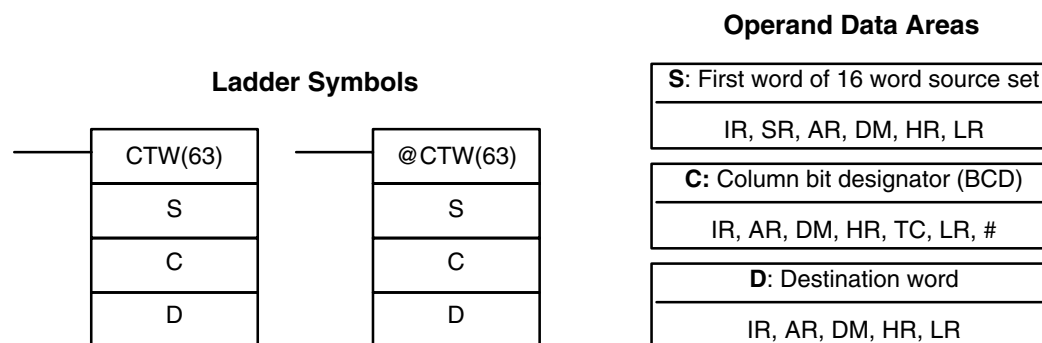 Ladder Symbols
CTW(63)
S
C
D
@CTW(63)
S
C
D
Operand Data Areas
S: First word of 16 word source set
IR, SR, AR, DM, HR, LR
C: Column bit designator (BCD)
IR, AR, DM, HR, TC, LR, #
D: Destination word
IR, AR, DM, HR, LR